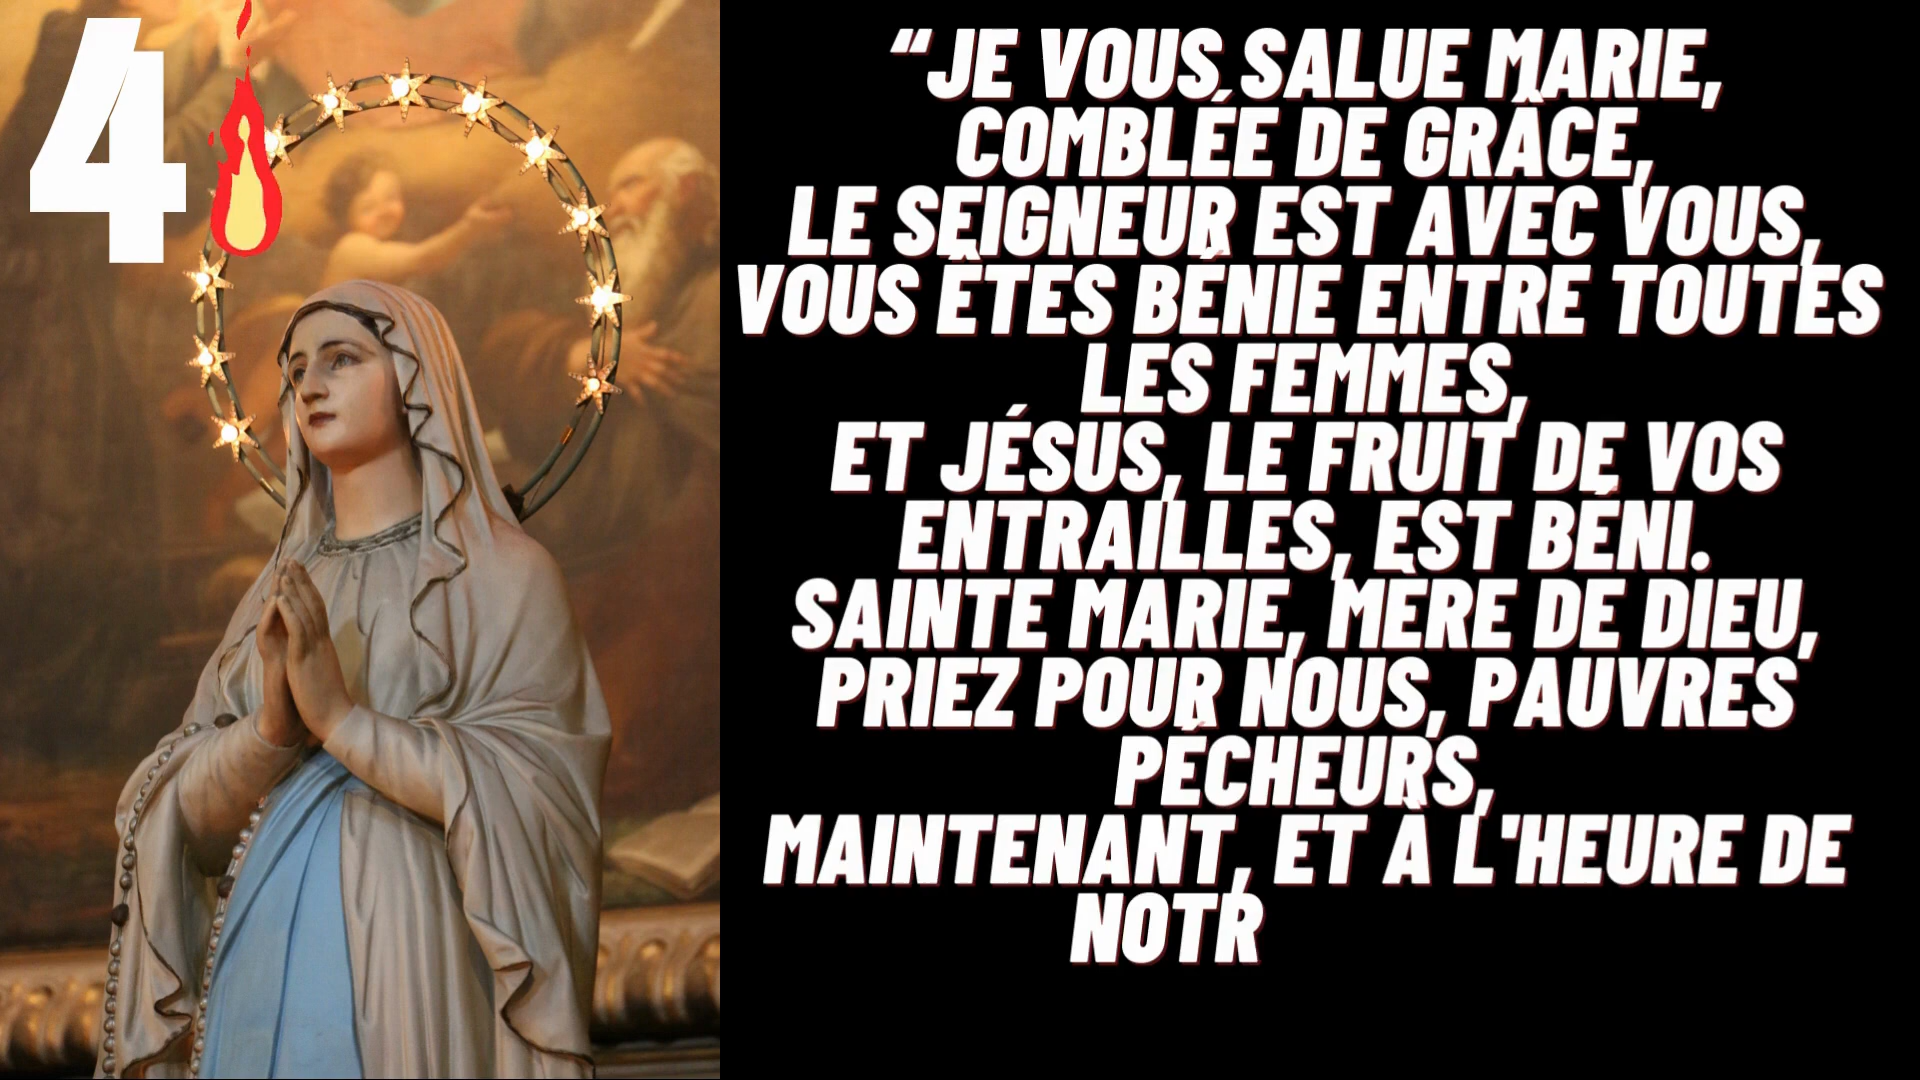 4
“JE VOUS SALUE MARIE,
COMBLÉE DE GRÂCE,
LE SEIGNEUR EST AVEC VOUS,
VOUS ÊTES BÉNIE ENTRE TOUTES
LES FEMMES,
ET JÉSUS, LE FRUIT DE VOS
ENTRAILLES, EST BÉNI.
SAINTE MARIE, MÈRE DE DIEU,
PRIEZ POUR NOUS, PAUVRES
PÉCHEURS,
MAINTENANT, ET À L'HEURE DE
NOTR